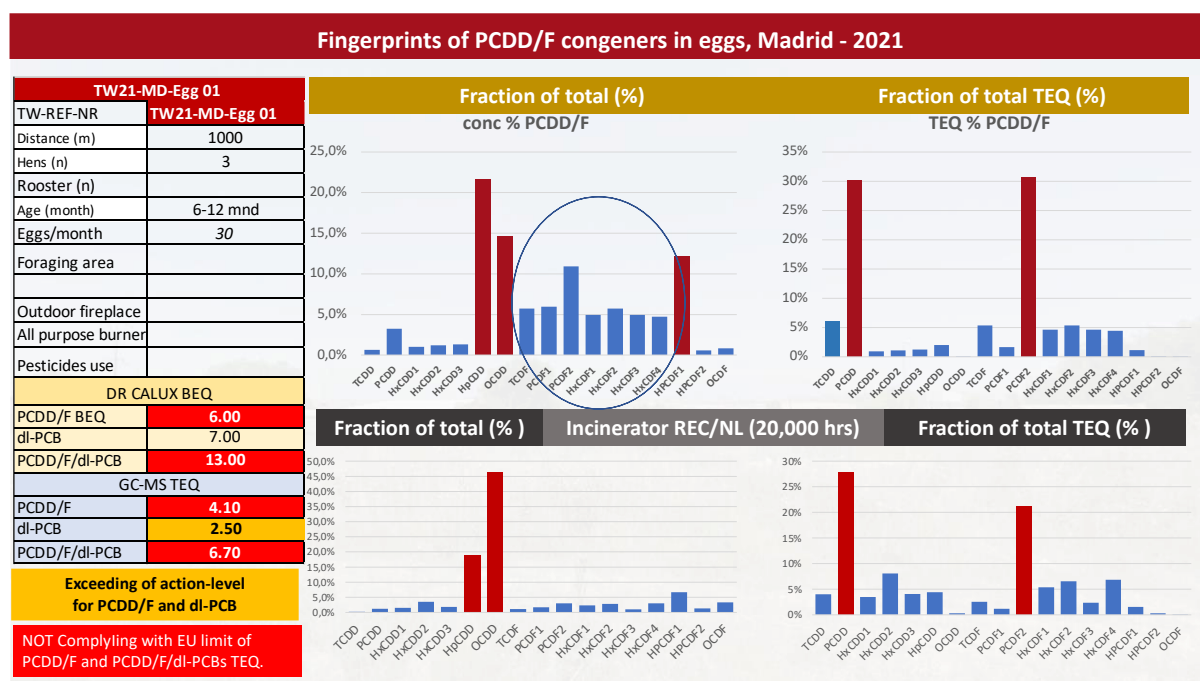 Fingerprints of PCDD/F congeners in eggs, Madrid - 2021
TW21-MD-Egg 01
TW-REF-NR TW21-MD-Egg 01
Distance (m) 1000
Hens (n) 3
Rooster (n)
Age (month) 6-12 mnd
Eggs/month 30
Foraging area
Outdoor fireplace
All purpose burner
Pesticides use
DR CALUX BEQ
PCDD/F BEQ 6.00
dl-PCB 7.00
PCDD/F/dl-PCB 13.00
GC-MS TEQ
PCDD/F 4.10
dl-PCB 2.50
PCDD/F/dl-PCB 6.70
Exceeding of action-level
for PCDD/F and dl-PCB
NOT Complyling with EU limit of
PCDD/F and PCDD/F/dl-PCBs TEQ.
Fraction of total (%)
conc % PCDD/F
25,0%
20,0%
15,0%
10,0%
5,0%
0,0%
TCDD PCDD HxCDD1 HxCDD2 HxCDD3 HpCDD OCDD TCDF PCDF1 PCDF2 HxCDF1 HxCDF2 HxCDF3 HxCDF4 HPCDF1 HPCDF2 OCDF
Fraction of total TEQ (%)
TEQ % PCDD/F
35%
30%
25%
20%
15%
10%
5%
0%
TCDD PCDD HxCDD1 HxCDD2 HxCDD3 HpCDD OCDD TCDF PCDF1 PCDF2 HxCDF1 HxCDF2 HxCDF3 HxCDF4 HPCDF1 HPCDF2 OCDF
Fraction of total (% ) Incinerator REC/NL (20,000 hrs) Fraction of total TEQ (% )
50,0%
45,0%
40,0%
35,0%
30,0%
25,0%
20,0%
15,0%
10,0%
5,0%
0,0%
TCDD PCDD HxCDD1 HxCDD2 HxCDD3 HpCDD OCDD TCDF PCDF1 PCDF2 HxCDF1 HxCDF2 HxCDF3 HxCDF4 HPCDF1 HPCDF2 OCDF
30%
25%
20%
15%
10%
5%
0%
TCDD PCDD HxCDD1 HxCDD2 HxCDD3 HpCDD OCDD TCDF PCDF1 PCDF2 HxCDF1 HxCDF2 HxCDF3 HxCDF4 HPCDF1 HPCDF2 OCDF